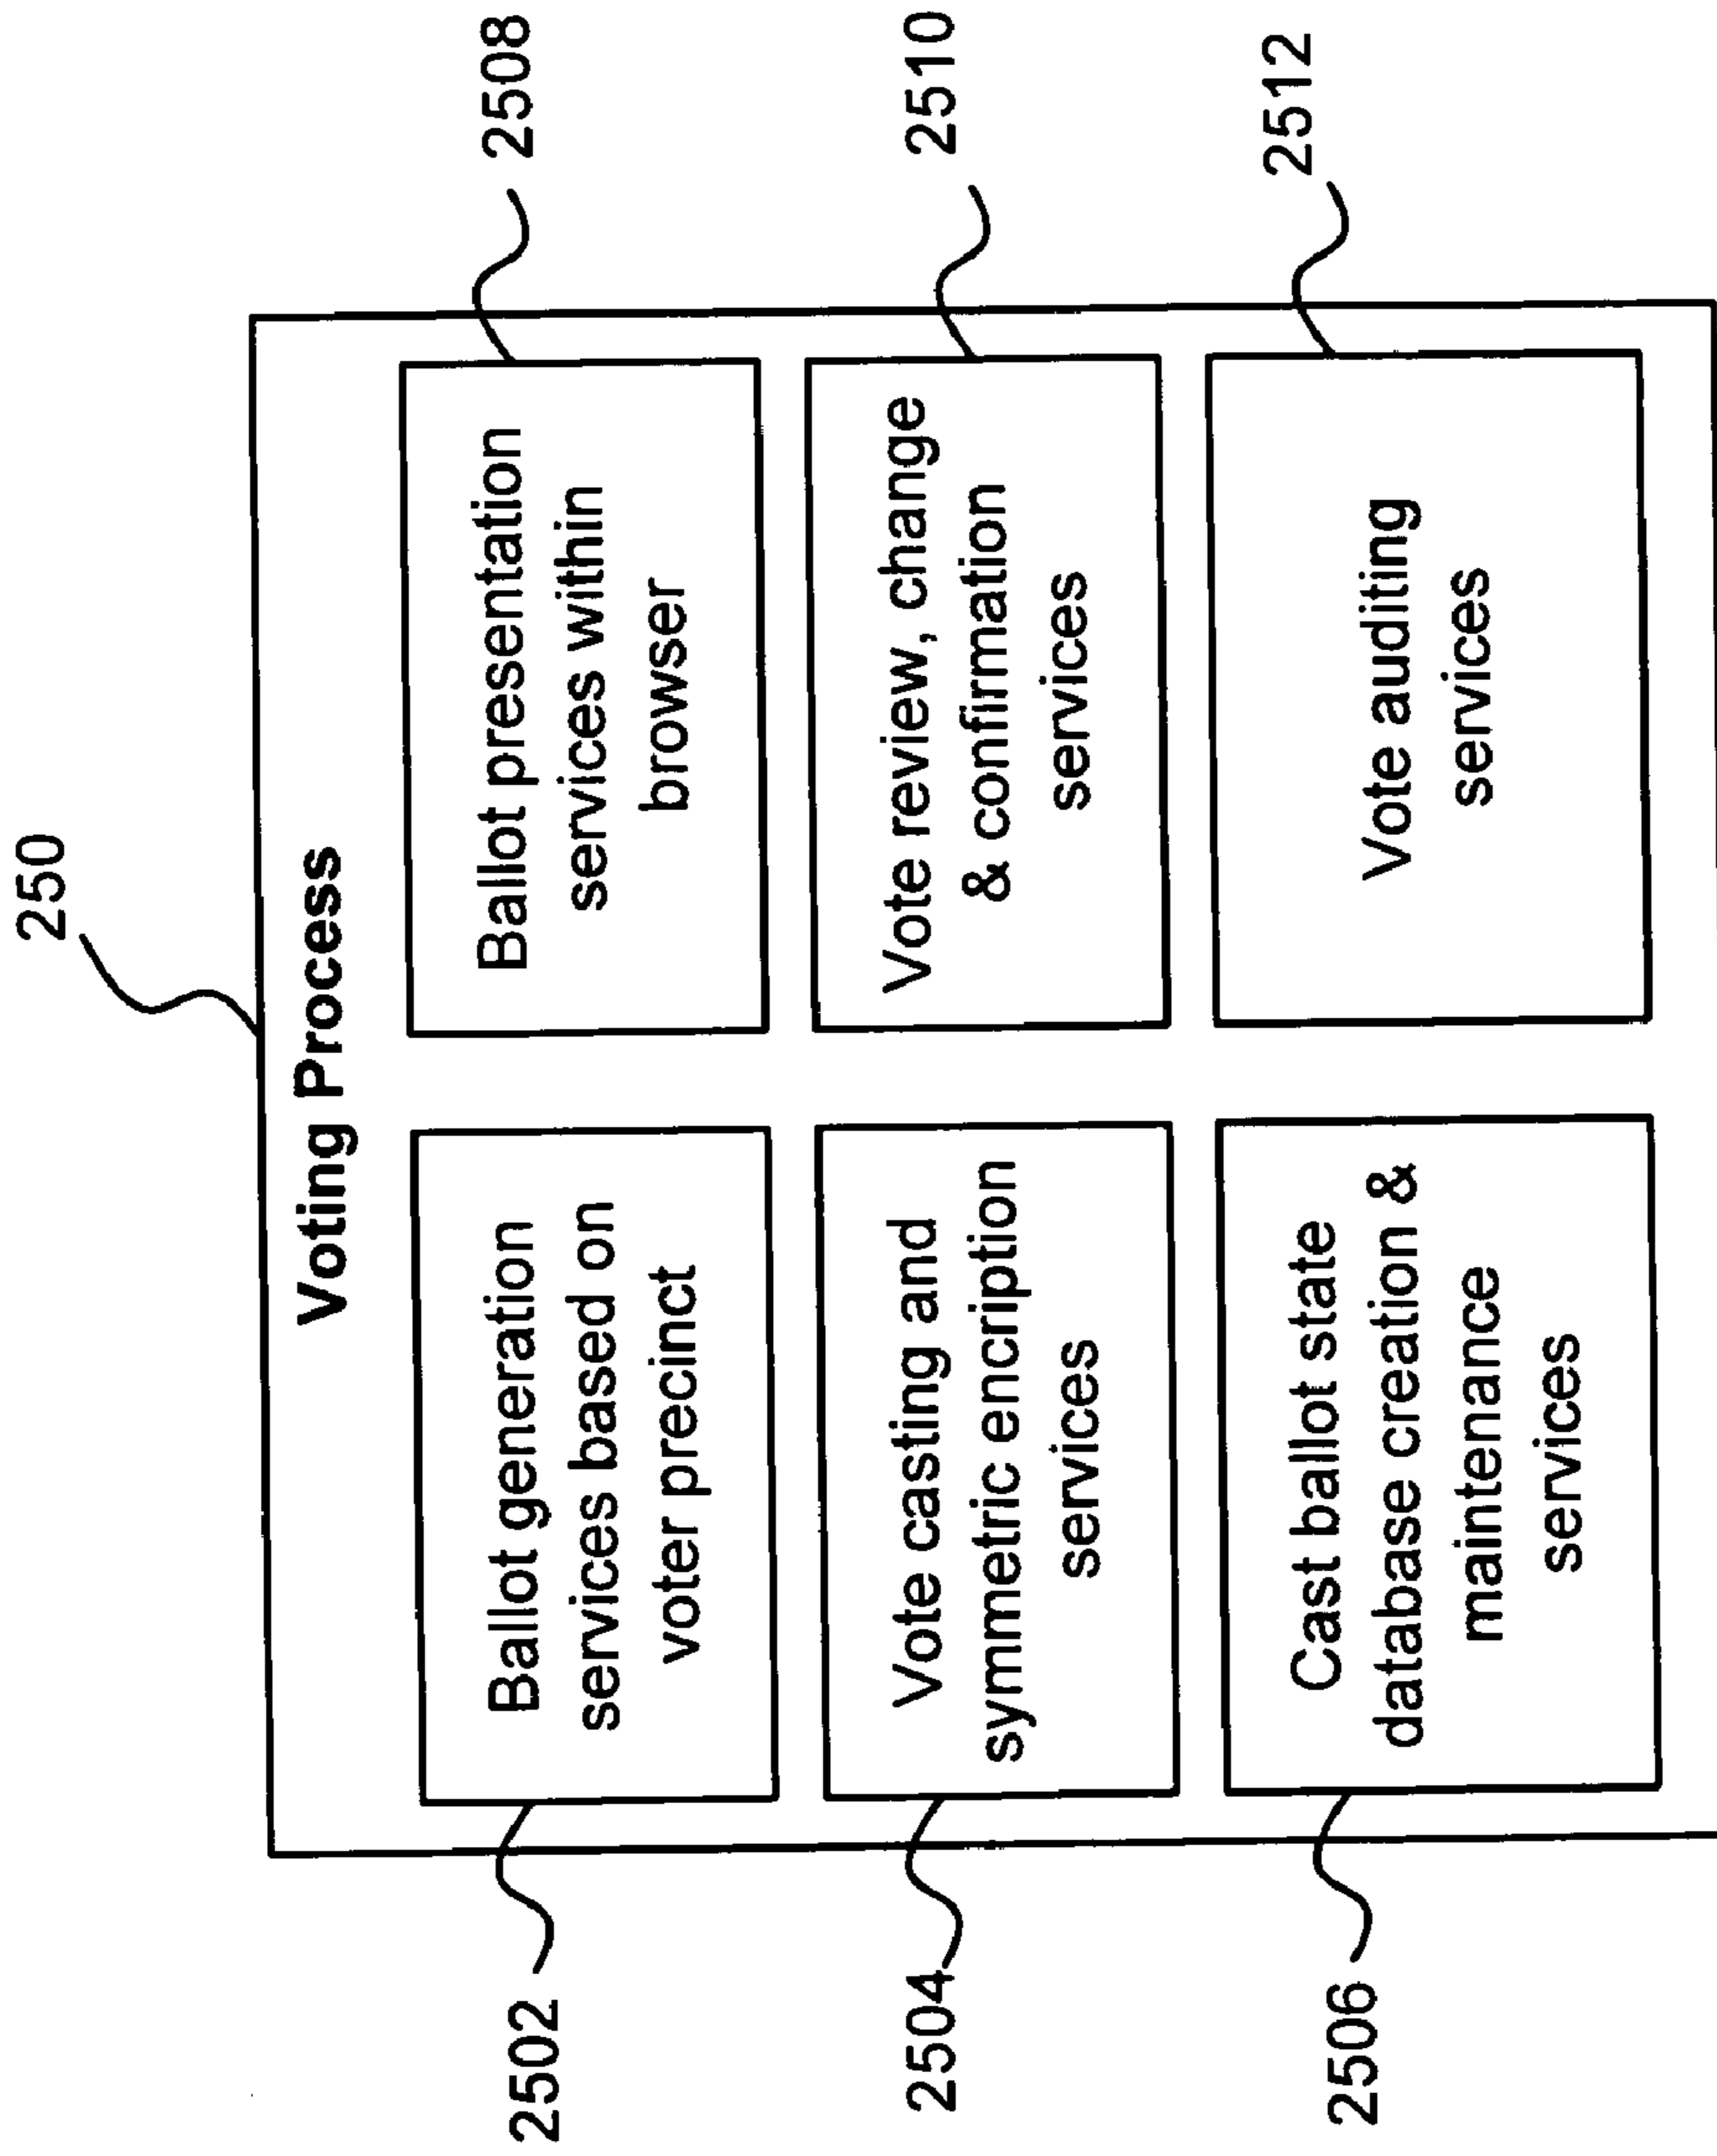 250
Voting Process
2502
Ballot generation
services based on
voter precinct
Ballot presentation
services within
browser
2508
2504
Vote casting and
symmetric encription
services
Vote review, change
& confirmation
services
2510
2506
Cast ballot state
database creation &
maintenance
services
Vote auditing
services
2512